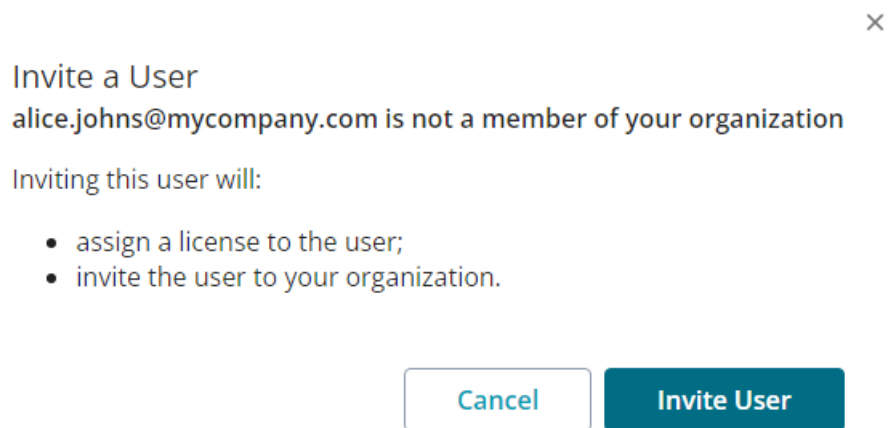 Invite a User
alice.johns@mycompany.com is not a member of your organization
Inviting this user will:
• assign a license to the user;
• invite the user to your organization.
Cancel
Invite User